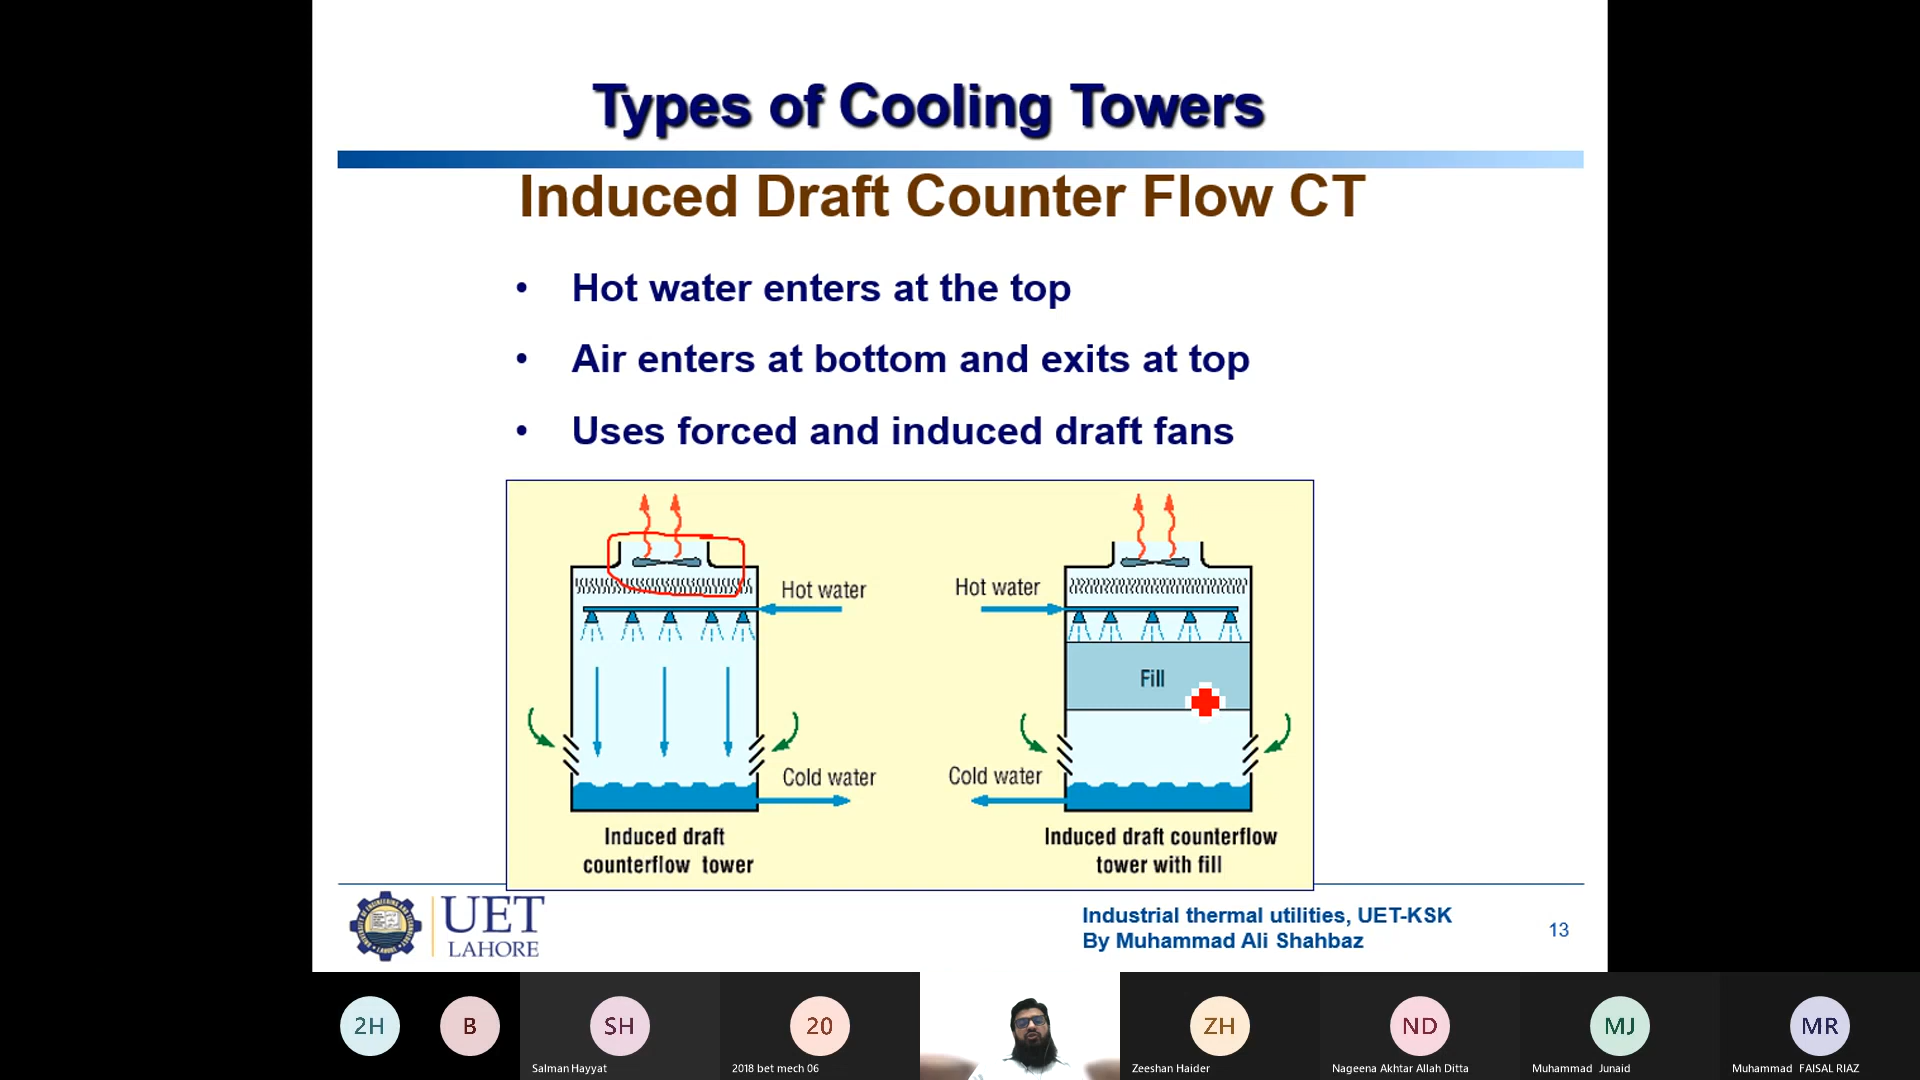 Types of Cooling Towers
Induced Draft Counter Flow CT
• Hot water enters at the top
• Air enters at bottom and exits at top
• Uses forced and induced draft fans
Hot water
Hot water
Fill
Cold water
Cold water
Induced draft
counterflow tower
Induced draft counterflow
tower with fill
UET
LAHORE
Industrial thermal utilities, UET-KSK
By Muhammad Ali Shahbaz
13
2H
B
SH
20
ZH
ND
MJ
MR
Salman Hayyat
2018 bet mech 06
Zeeshan Haider
Nageena Akhtar Allah Ditta
Muhammad Junaid
Muhammad FAISAL RIAZ